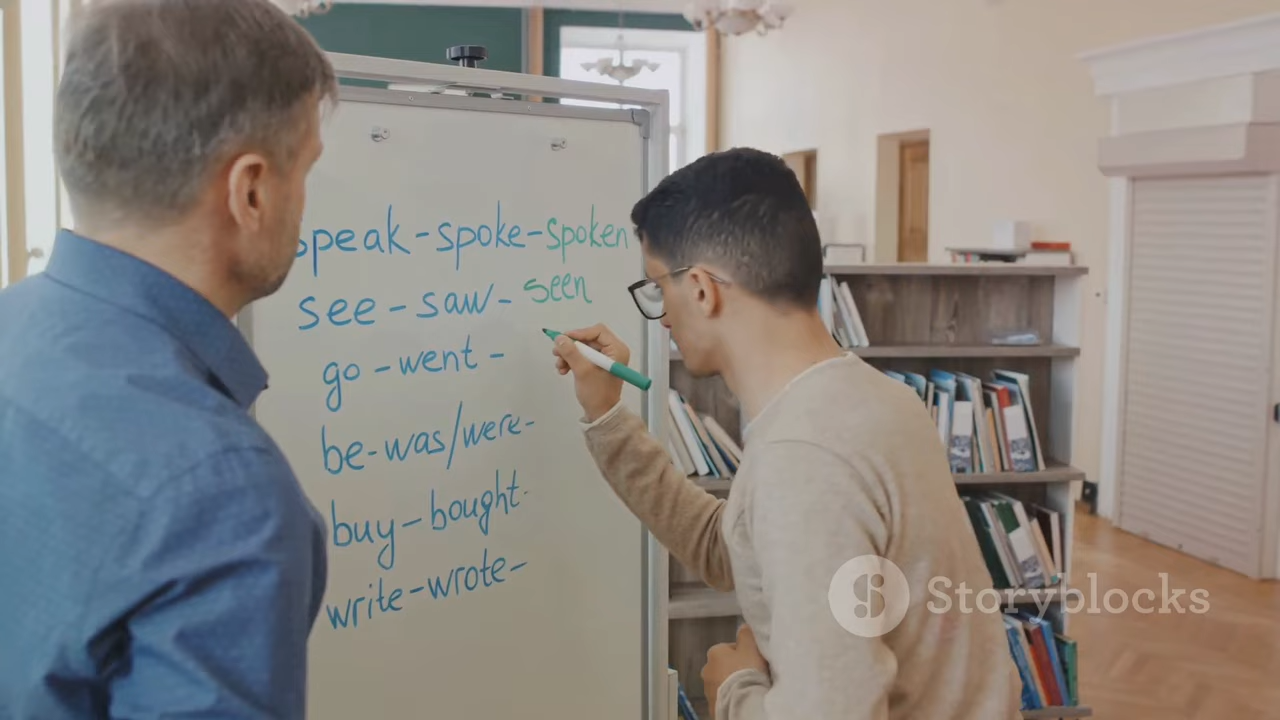 speak-spoke-spoken
see-saw-seen
go-went-
be-was/were-
buy-bought-
write-wrote-
Storyblocks